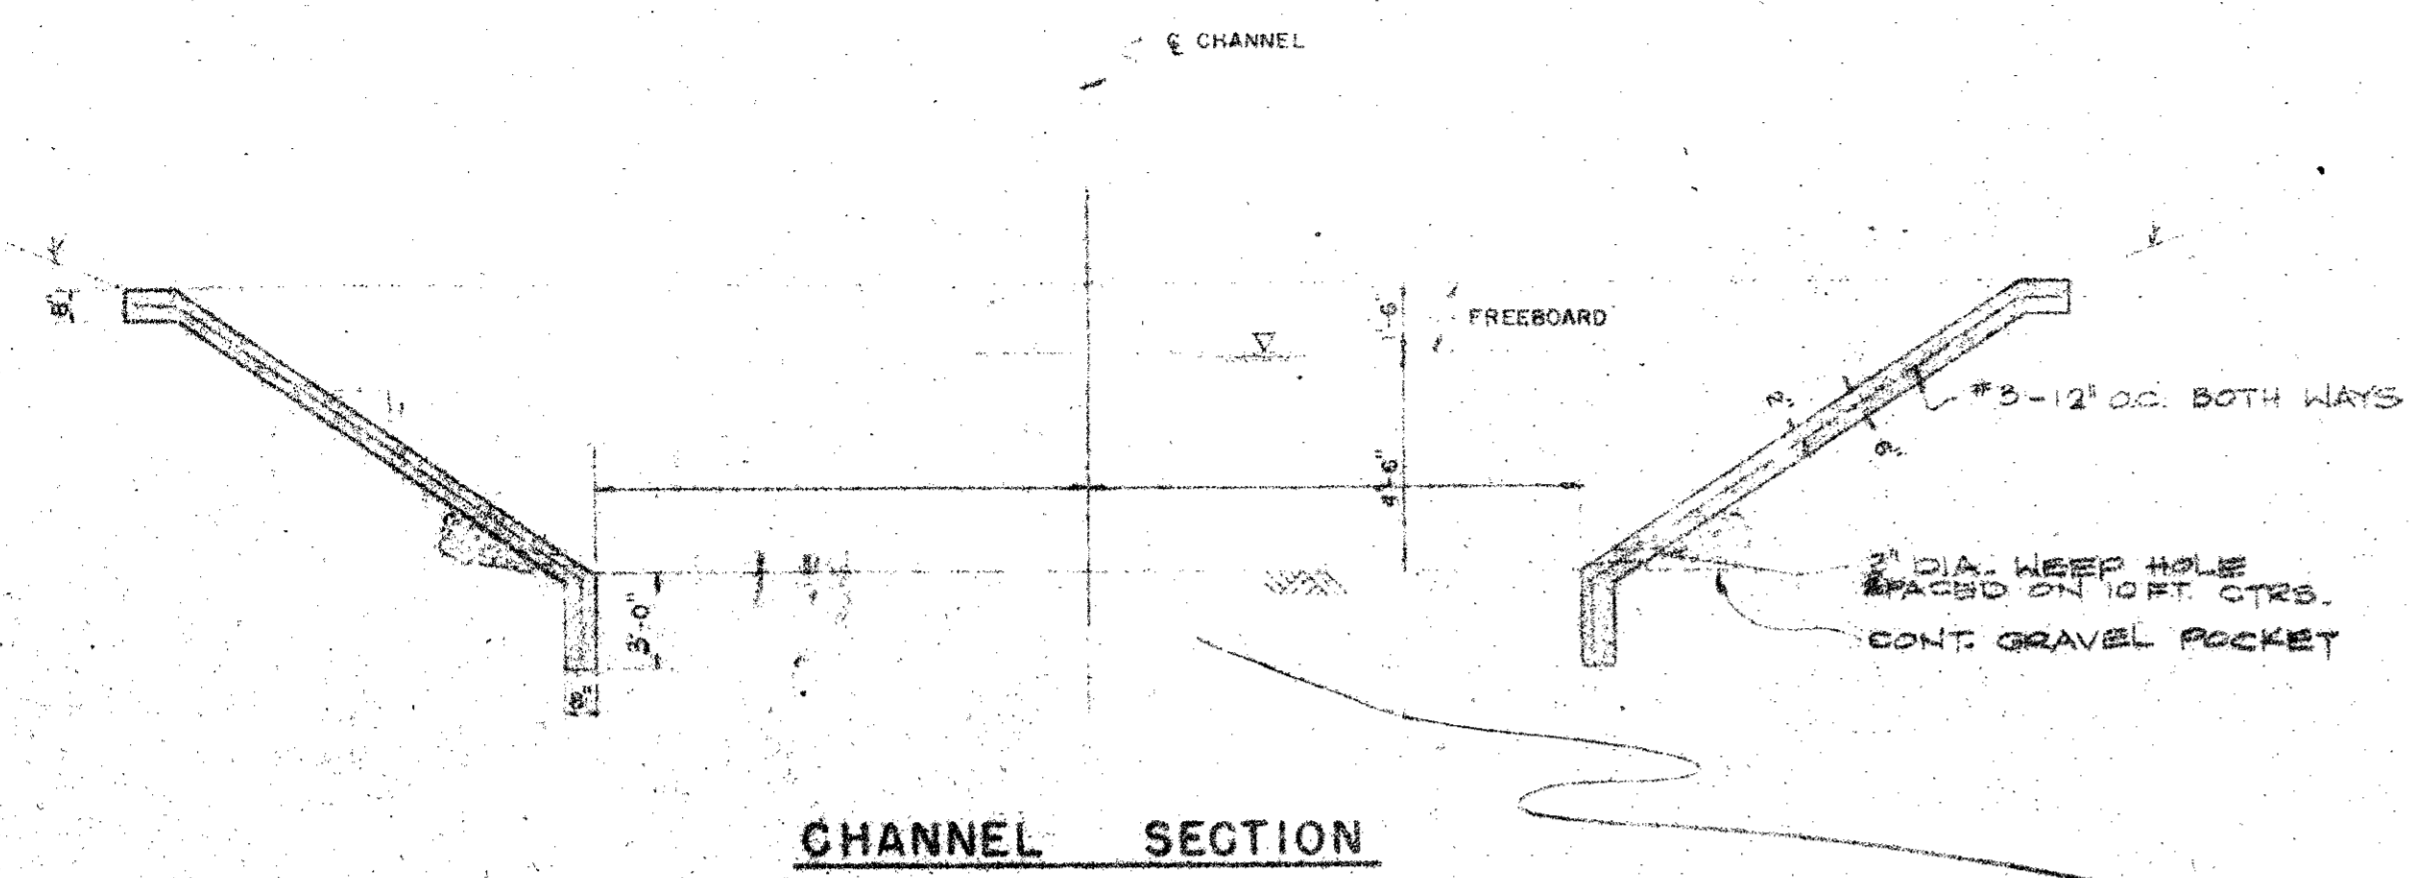 ℄ CHANNEL
8"
1'-6
FREEBOARD
#3-12" O.C. BOTH WAYS
4'-6"
3'-0"
8"
2" DIA. WEEP HOLE
SPACED ON 10 FT. CTRS.
CONT. GRAVEL POCKET
CHANNEL SECTION